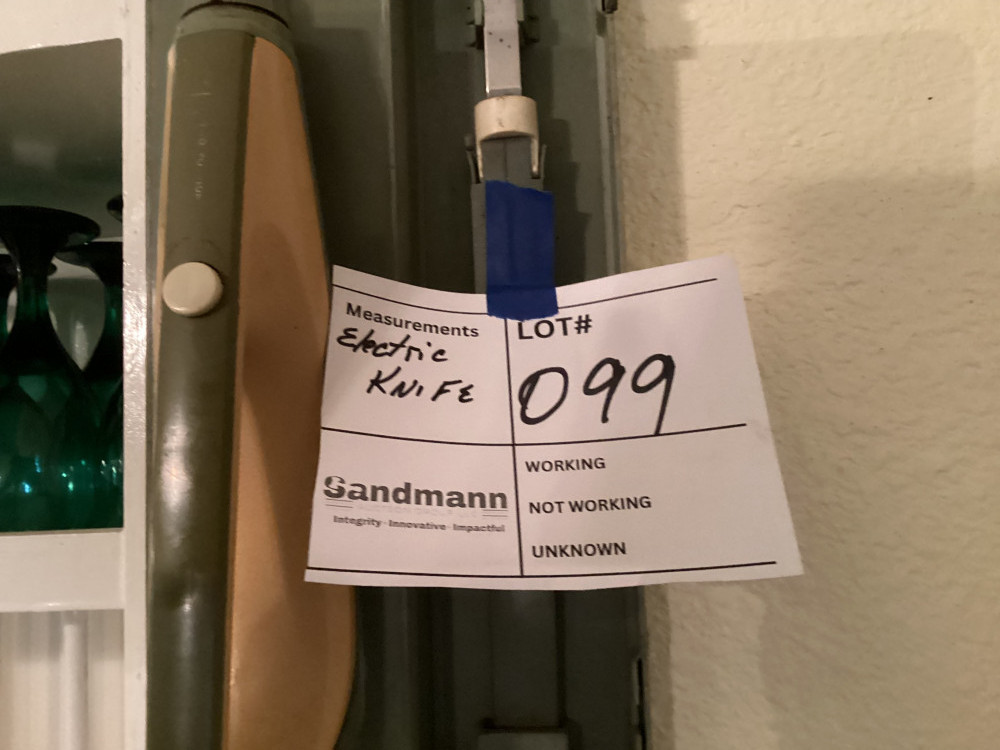 Measurements
Electric
KNIFE
LOT#
099
Sandmann
Integrity - Innovative - Impactful
WORKING
NOT WORKING
UNKNOWN